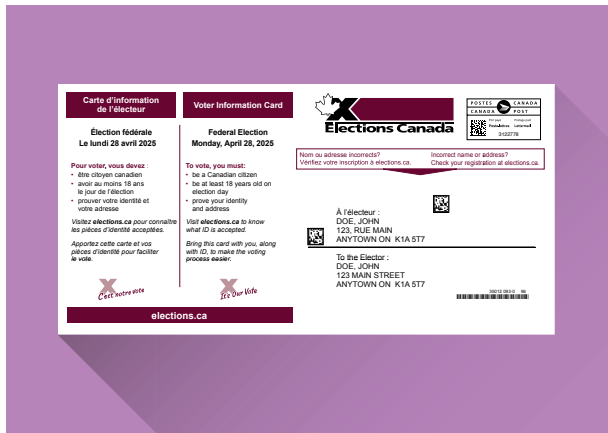 Carte d'information
de l'électeur
Élection fédérale
Le lundi 28 avril 2025
Pour voter, vous devez :
• être citoyen canadien
• avoir au moins 18 ans
le jour de l'élection
• prouver votre identité et
votre adresse
Visitez elections.ca pour connaître
les pièces d'identité acceptées.
Apportez cette carte et vos
pièces d'identité pour faciliter
le vote.
C'est notre vote
Voter Information Card
Federal Election
Monday, April 28, 2025
To vote, you must:
• be a Canadian citizen
• be at least 18 years old on
election day
• prove your identity
and address
Visit elections.ca to know
what ID is accepted.
Bring this card with you, along
with ID, to make the voting
process easier.
It's Our Vote
elections.ca
Elections Canada
POSTES CANADA
CANADA POST
Port payé Postage paid
Poste-lettres Lettermail
3122778
Nom ou adresse incorrects?
Vérifiez votre inscription à elections.ca.
Incorrect name or address?
Check your registration at elections.ca.
À l'électeur :
DOE, JOHN
123, RUE MAIN
ANYTOWN ON K1A 5T7
To the Elector :
DOE, JOHN
123 MAIN STREET
ANYTOWN ON K1A 5T7